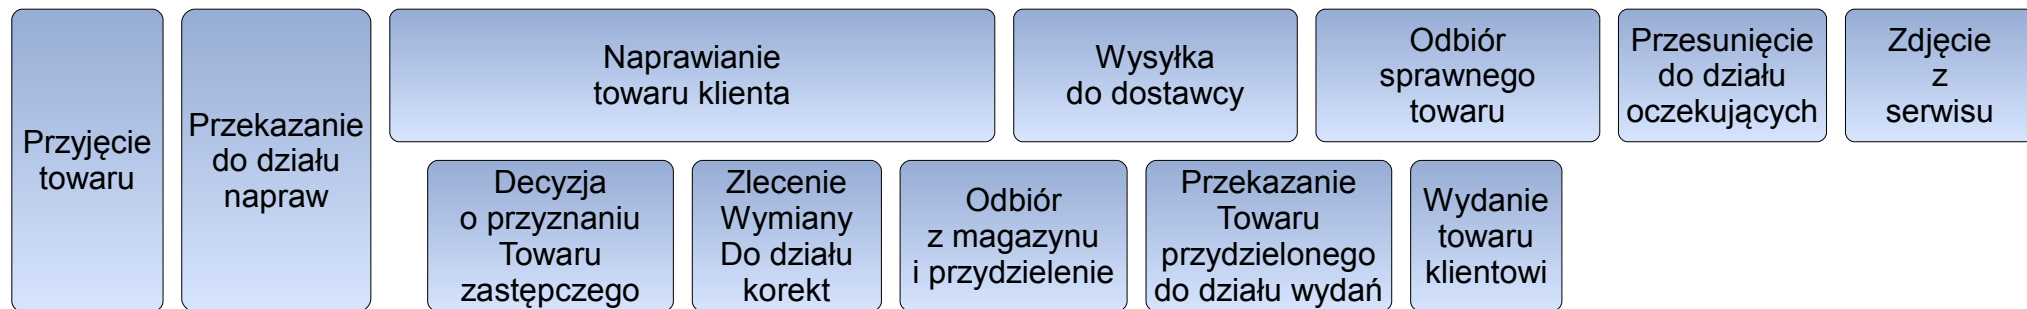 Przyjęcie
towaru
Przekazanie
do działu
napraw
Naprawianie
towaru klienta
Wysyłka
do dostawcy
Odbiór
sprawnego
towaru
Przesunięcie
do działu
oczekujących
Zdjęcie
z
serwisu
Decyzja
o przyznaniu
Towaru
zastępczego
Zlecenie
Wymiany
Do działu
korekt
Odbiór
z magazynu
i przydzielenie
Przekazanie
Towaru
przydzielonego
do działu wydań
Wydanie
towaru
klientowi